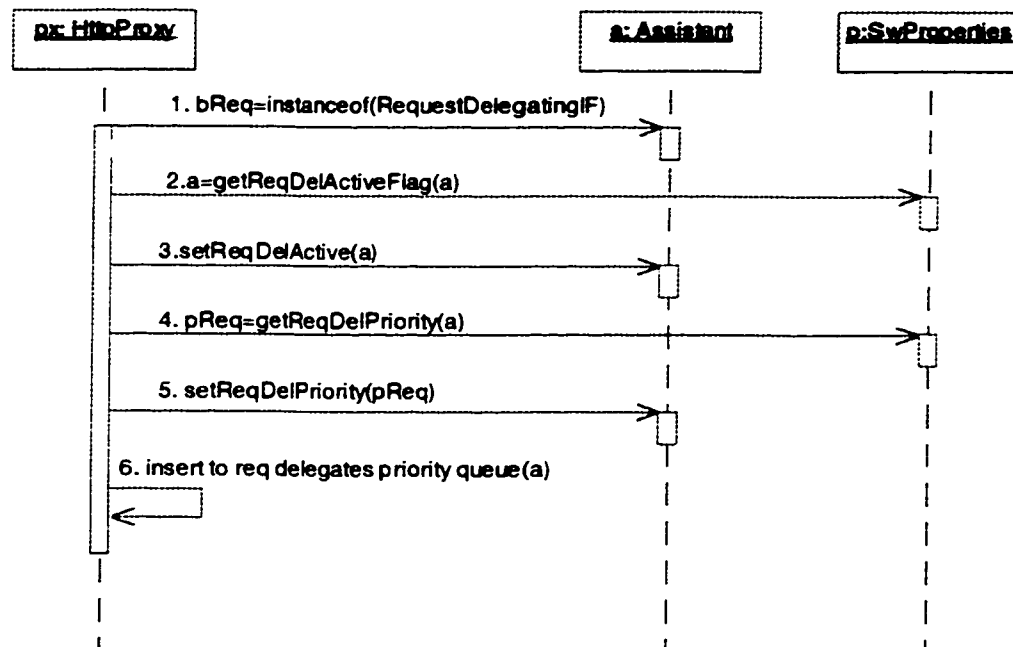 px: HttpProxy
a: Assistant
p:SwProperties
1. bReq=instanceof(RequestDelegatingIF)
2.a=getReqDelActiveFlag(a)
3.setReqDelActive(a)
4. pReq=getReqDelPriority(a)
5. setReqDelPriority(pReq)
6. insert to req delegates priority queue(a)